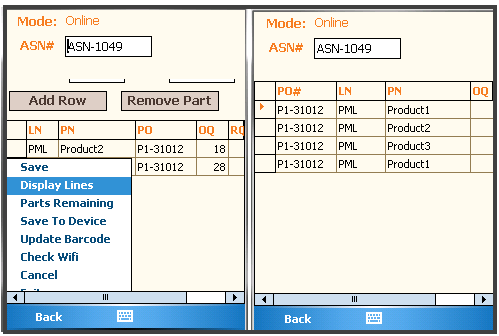 Mode: Online
ASN# ASN-1049
Add Row Remove Part
LN PN PO OQ RQ
PML Product2 P1-31012 18
P1-31012 28
Save
Display Lines
Parts Remaining
Save To Device
Update Barcode
Check Wifi
Cancel
Back
Mode: Online
ASN# ASN-1049
PO# LN PN OQ
P1-31012 PML Product1
P1-31012 PML Product2
P1-31012 PML Product3
P1-31012 PML Product1
Back